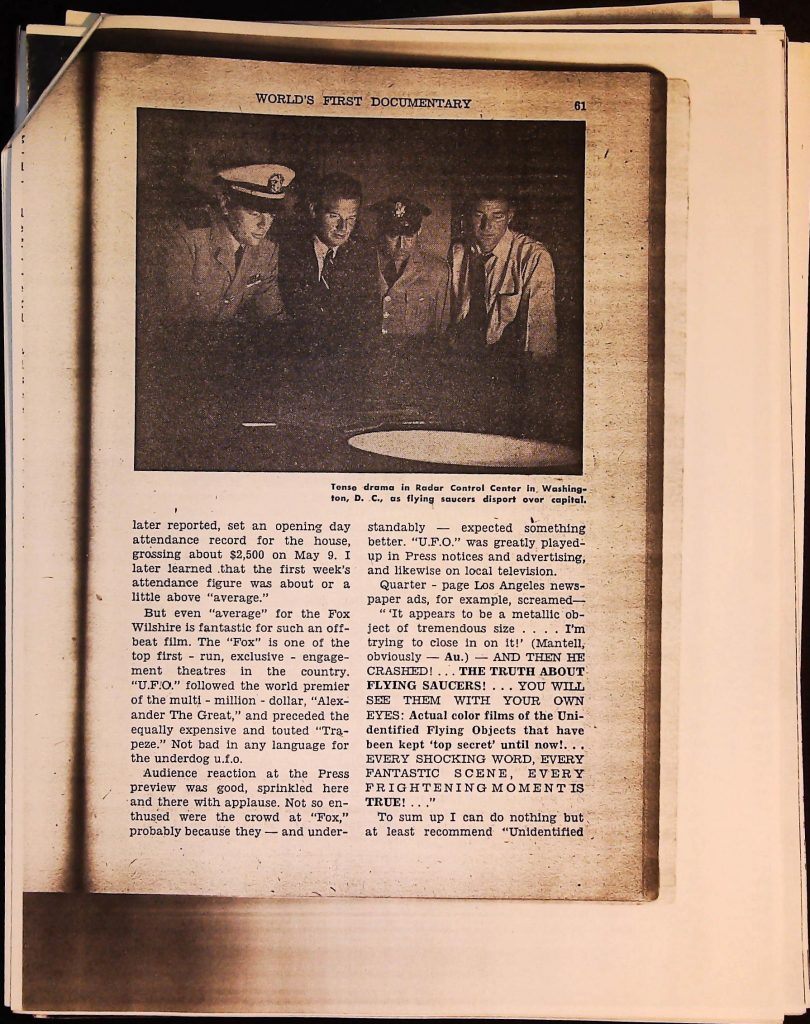 WORLD'S FIRST DOCUMENTARY 61
Tense drama in Radar Control Center in Washing-
ton, D. C., as flying saucers disport over capital.
later reported, set an opening day
attendance record for the house,
grossing about $2,500 on May 9. I
later learned that the first week's
attendance figure was about or a
little above "average."
But even "average" for the Fox
Wilshire is fantastic for such an off-
beat film. The "Fox" is one of the
top first - run, exclusive - engage-
ment theatres in the country.
"U.F.O." followed the world premier
of the multi - million - dollar, "Alex-
ander The Great," and preceded the
equally expensive and touted "Tra-
peze." Not bad in any language for
the underdog u.f.o.
Audience reaction at the Press
preview was good, sprinkled here
and there with applause. Not so en-
thused were the crowd at "Fox,"
probably because they — and under-
standably — expected something
better. "U.F.O." was greatly played-
up in Press notices and advertising,
and likewise on local television.
Quarter - page Los Angeles news-
paper ads, for example, screamed—
" 'It appears to be a metallic ob-
ject of tremendous size . . . . I'm
trying to close in on it!' (Mantell,
obviously — Au.) — AND THEN HE
CRASHED! . . . THE TRUTH ABOUT
FLYING SAUCERS! . . . YOU WILL
SEE THEM WITH YOUR OWN
EYES: Actual color films of the Uni-
dentified Flying Objects that have
been kept 'top secret' until now!. . .
EVERY SHOCKING WORD, EVERY
FANTASTIC SCENE, EVERY
FRIGHTENING MOMENT IS
TRUE! . . ."
To sum up I can do nothing but
at least recommend "Unidentified